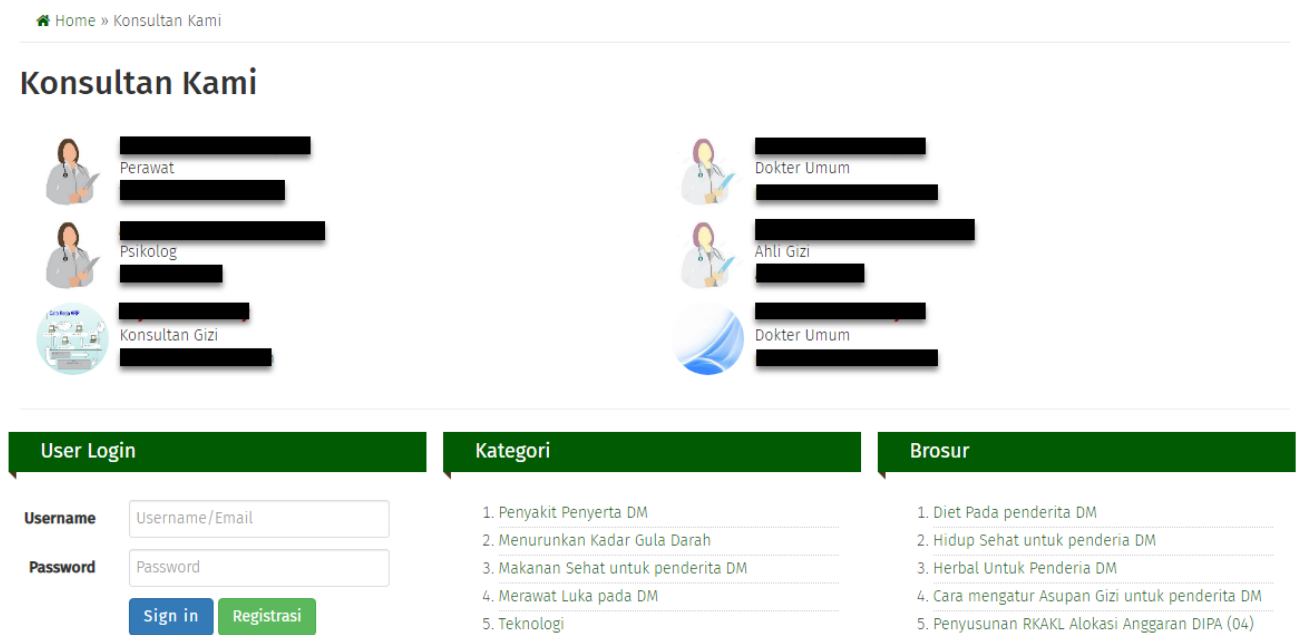 Home » Konsultan Kami
Konsultan Kami
Perawat
Dokter Umum
Psikolog
Ahli Gizi
Konsultan Gizi
Dokter Umum
User Login
Username
Username/Email
Password
Password
Sign in
Registrasi
Kategori
1. Penyakit Penyerta DM
2. Menurunkan Kadar Gula Darah
3. Makanan Sehat untuk penderita DM
4. Merawat Luka pada DM
5. Teknologi
Brosur
1. Diet Pada penderita DM
2. Hidup Sehat untuk penderia DM
3. Herbal Untuk Penderia DM
4. Cara mengatur Asupan Gizi untuk penderita DM
5. Penyusunan RKAKL Alokasi Anggaran DIPA (04)